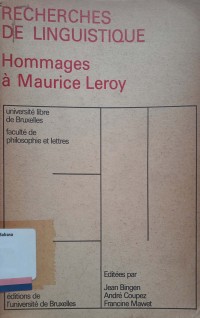 RECHERCHES
DE LINGUISTIQUE
Hommages
à Maurice Leroy
université libre
de Bruxelles
faculté de
philosophie et lettres
Editées par
Jean Bingen
André Coupez
Francine Mawet
éditions de
l'université de Bruxelles